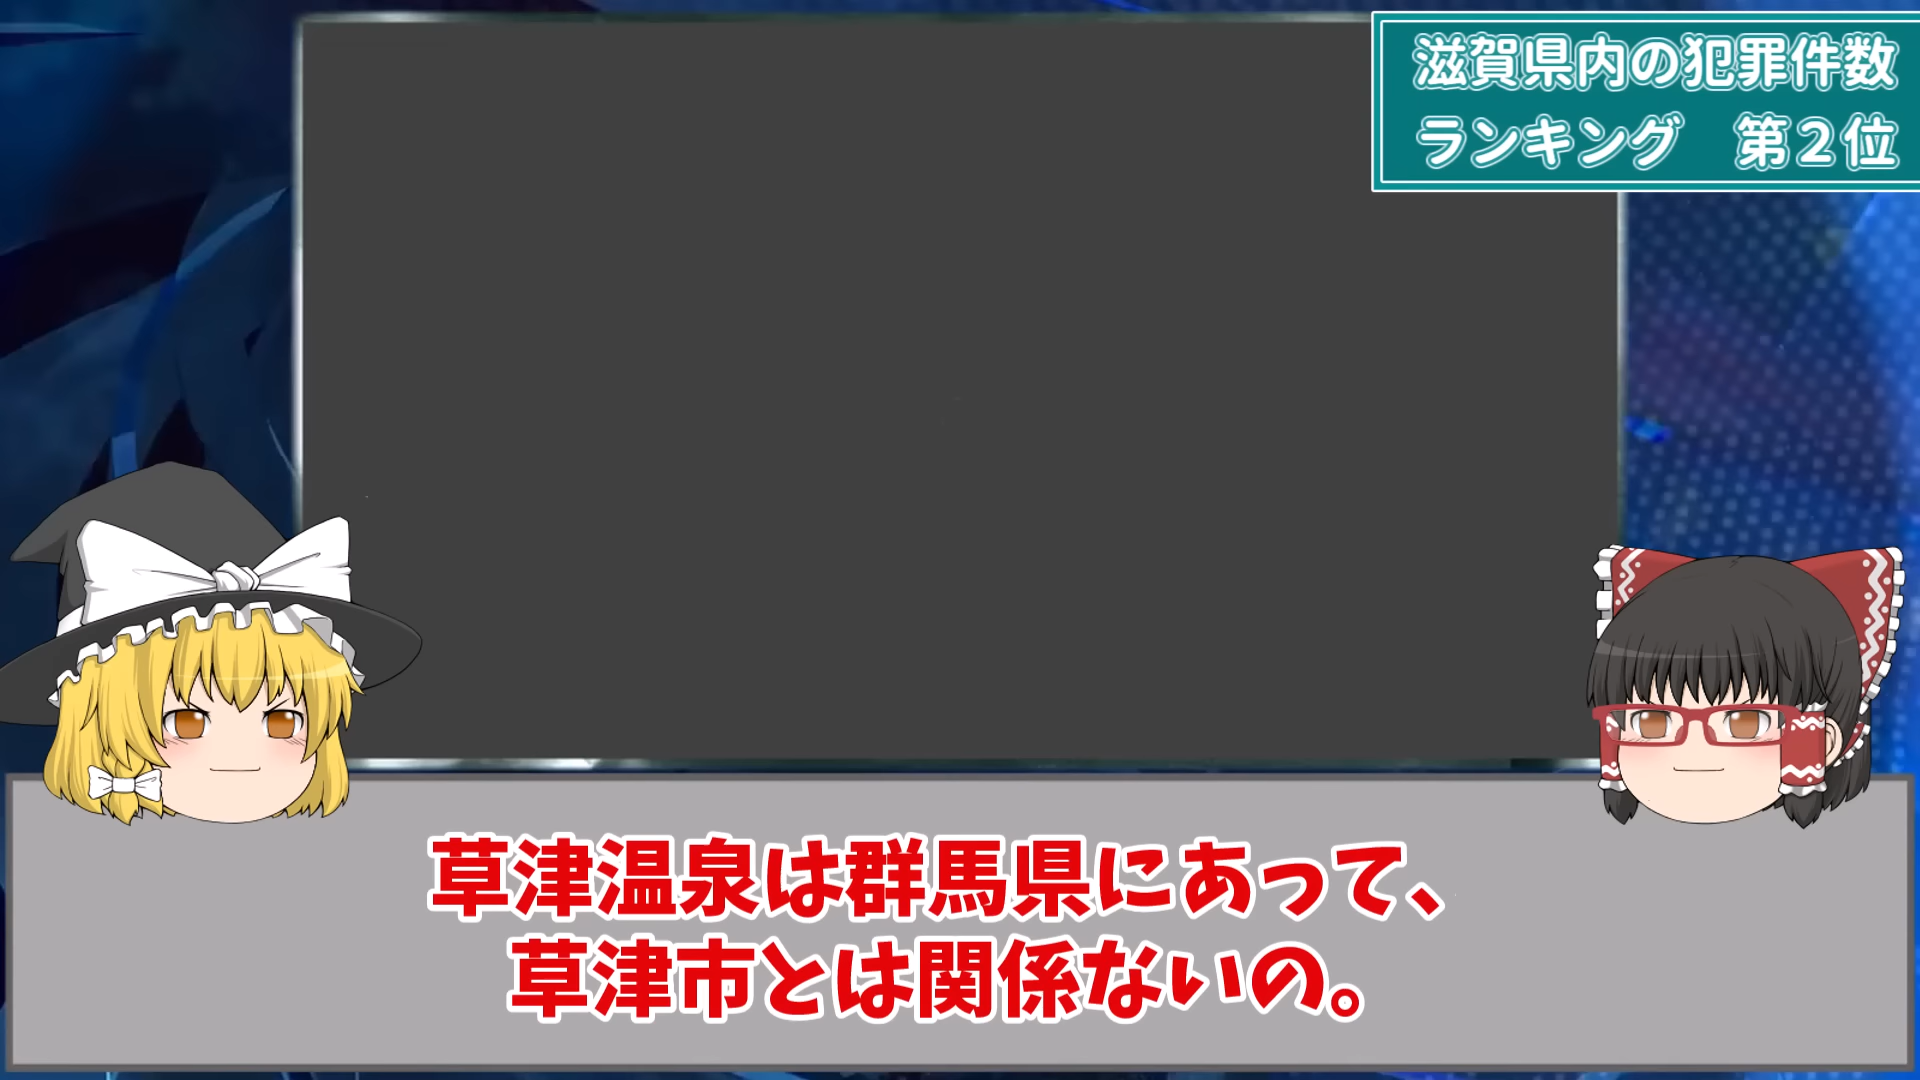 滋賀県内の犯罪件数
ランキング　第２位
草津温泉は群馬県にあって、
草津市とは関係ないの。